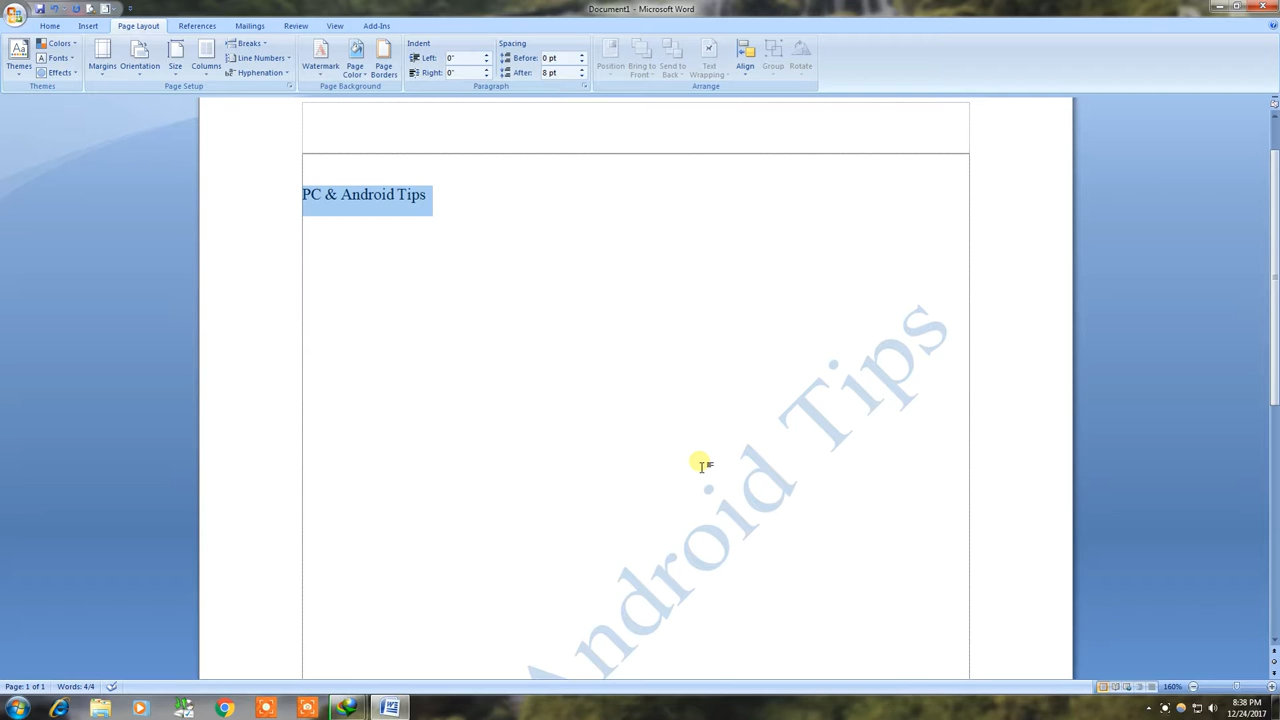 Document1 - Microsoft Word
Home Insert Page Layout References Mailings Review View Add-Ins
Themes
Colors
Fonts
Effects
Themes
Margins
Orientation
Size
Columns
Breaks
Line Numbers
Hyphenation
Page Setup
Watermark
Page Color
Page Borders
Page Background
Indent
Left: 0"
Right: 0"
Spacing
Before: 0 pt
After: 8 pt
Paragraph
Position
Bring to Front
Send to Back
Text Wrapping
Align
Group
Rotate
Arrange
PC & Android Tips
Android Tips
Page: 1 of 1 Words: 4/4
160%
8:38 PM
12/24/2017